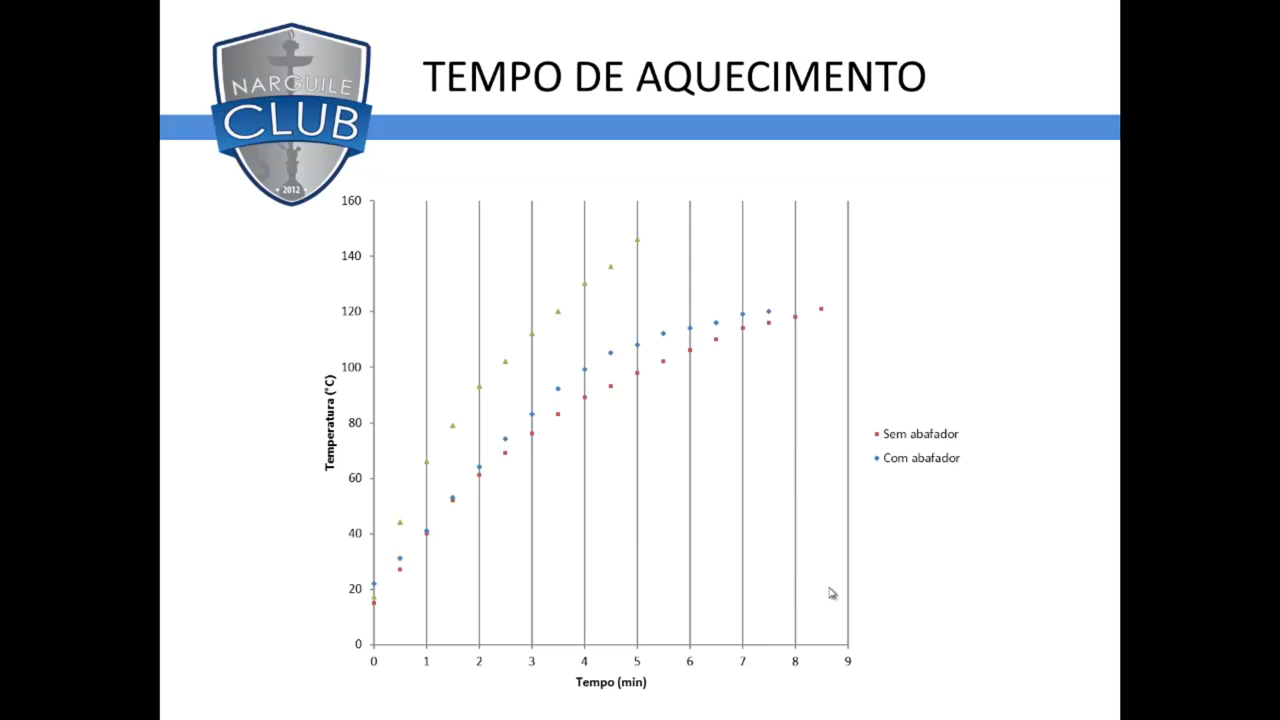 NARGUILE
CLUB
• 2012 •
TEMPO DE AQUECIMENTO
160
140
120
100
80
60
40
20
0
Temperatura (°C)
0 1 2 3 4 5 6 7 8 9
Tempo (min)
Sem abafador
Com abafador